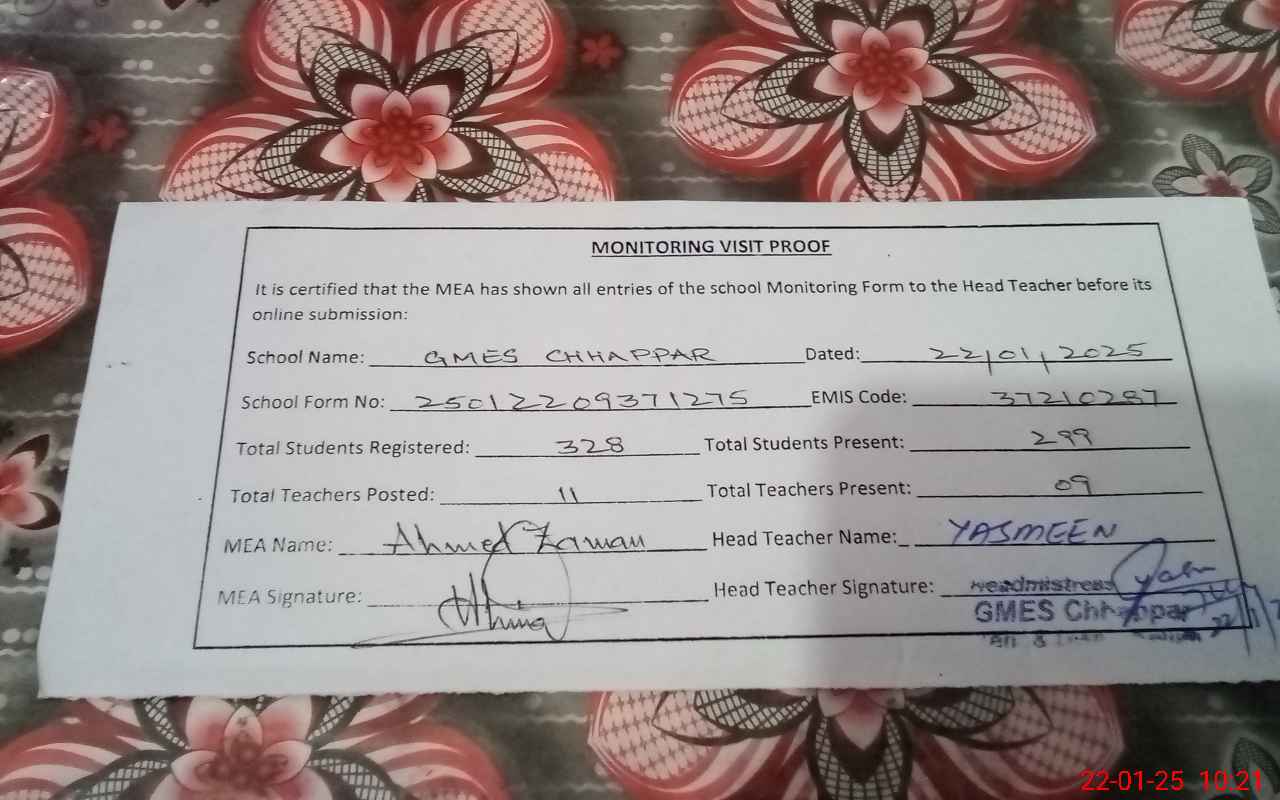 MONITORING VISIT PROOF
It is certified that the MEA has shown all entries of the school Monitoring Form to the Head Teacher before its
online submission:
School Name: GMES CHHAPPAR Dated: 22/01/2025
School Form No: 25012209371275 EMIS Code: 37210287
Total Students Registered: 328 Total Students Present: 299
Total Teachers Posted: 11 Total Teachers Present: 09
MEA Name: Ahmed Zaman Head Teacher Name: YASMEEN
MEA Signature: Head Teacher Signature: Headmistress
GMES Chhappar
22-01-25 10:21